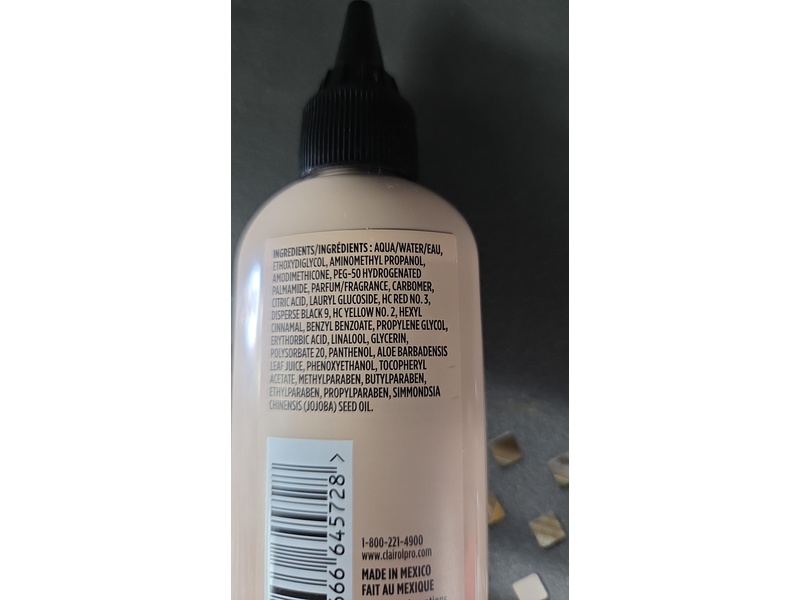 INGREDIENTS/INGRÉDIENTS : AQUA/WATER/EAU,
ETHOXYDIGLYCOL, AMINOMETHYL PROPANOL,
AMODIMETHICONE, PEG-50 HYDROGENATED
PALMAMIDE, PARFUM/FRAGRANCE, CARBOMER,
CITRIC ACID, LAURYL GLUCOSIDE, HC RED NO. 3,
DISPERSE BLACK 9, HC YELLOW NO. 2, HEXYL
CINNAMAL, BENZYL BENZOATE, PROPYLENE GLYCOL,
ERYTHORBIC ACID, LINALOOL, GLYCERIN,
POLYSORBATE 20, PANTHENOL, ALOE BARBADENSIS
LEAF JUICE, PHENOXYETHANOL, TOCOPHERYL
ACETATE, METHYLPARABEN, BUTYLPARABEN,
ETHYLPARABEN, PROPYLPARABEN, SIMMONDSIA
CHINENSIS (JOJOBA) SEED OIL.
666 645728 >
1-800-221-4900
www.clairolpro.com
MADE IN MEXICO
FAIT AU MEXIQUE